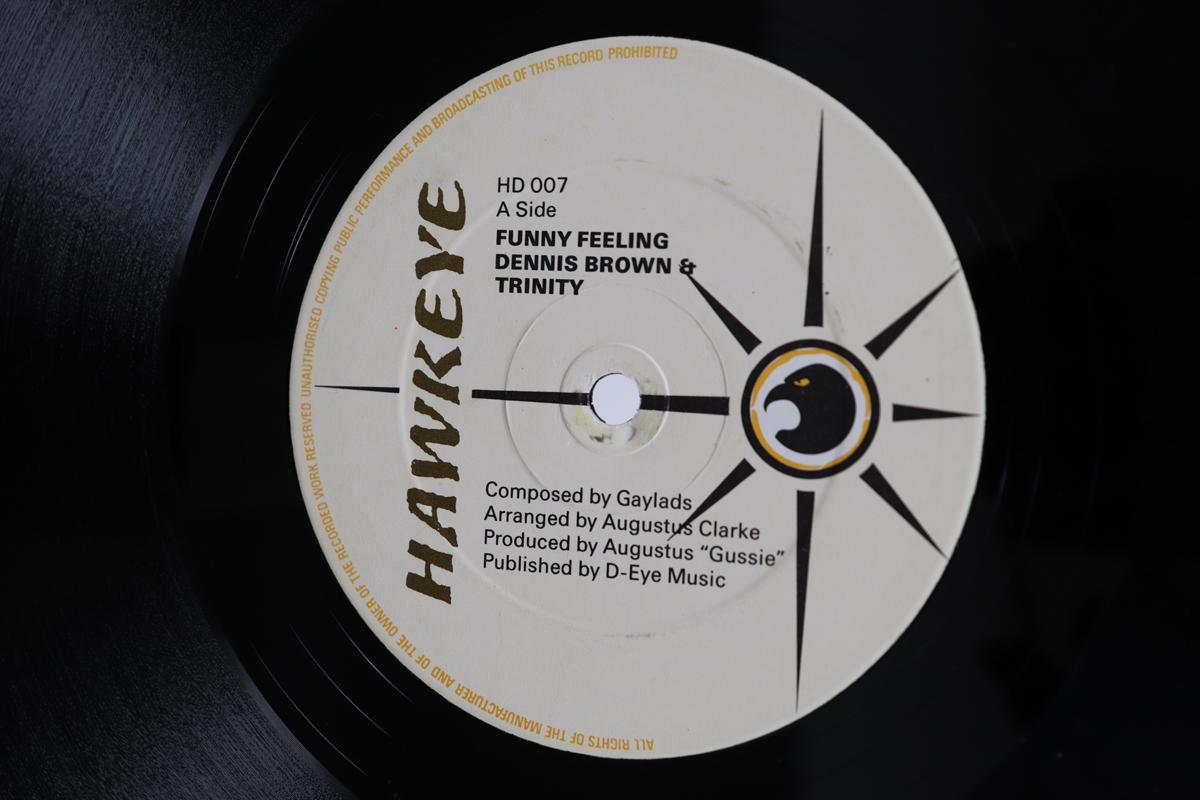 HAWKEYE
HD 007
A Side
FUNNY FEELING
DENNIS BROWN &
TRINITY
Composed by Gaylads
Arranged by Augustus Clarke
Produced by Augustus “Gussie”
Published by D-Eye Music
ALL RIGHTS OF THE MANUFACTURER AND OF THE OWNER OF THE RECORDED WORK RESERVED UNAUTHORISED COPYING PUBLIC PERFORMANCE AND BROADCASTING OF THIS RECORD PROHIBITED